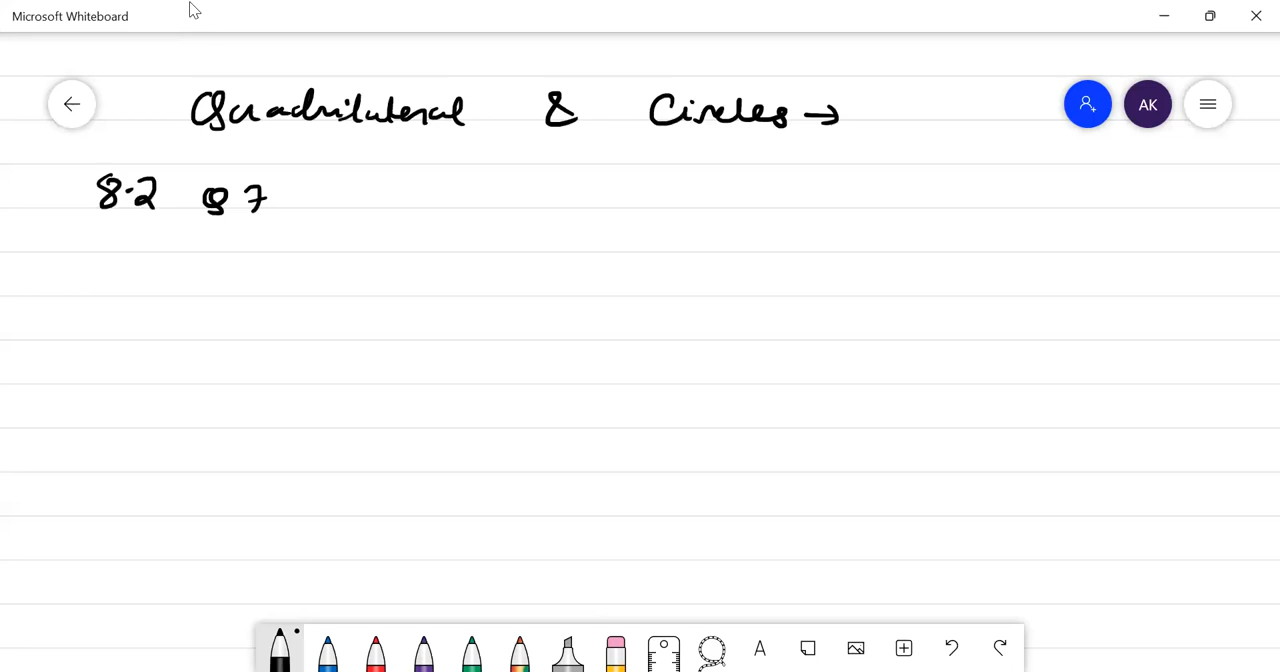 Microsoft Whiteboard
Quadrilateral & Circles →
AK
8.2 Q 7
A